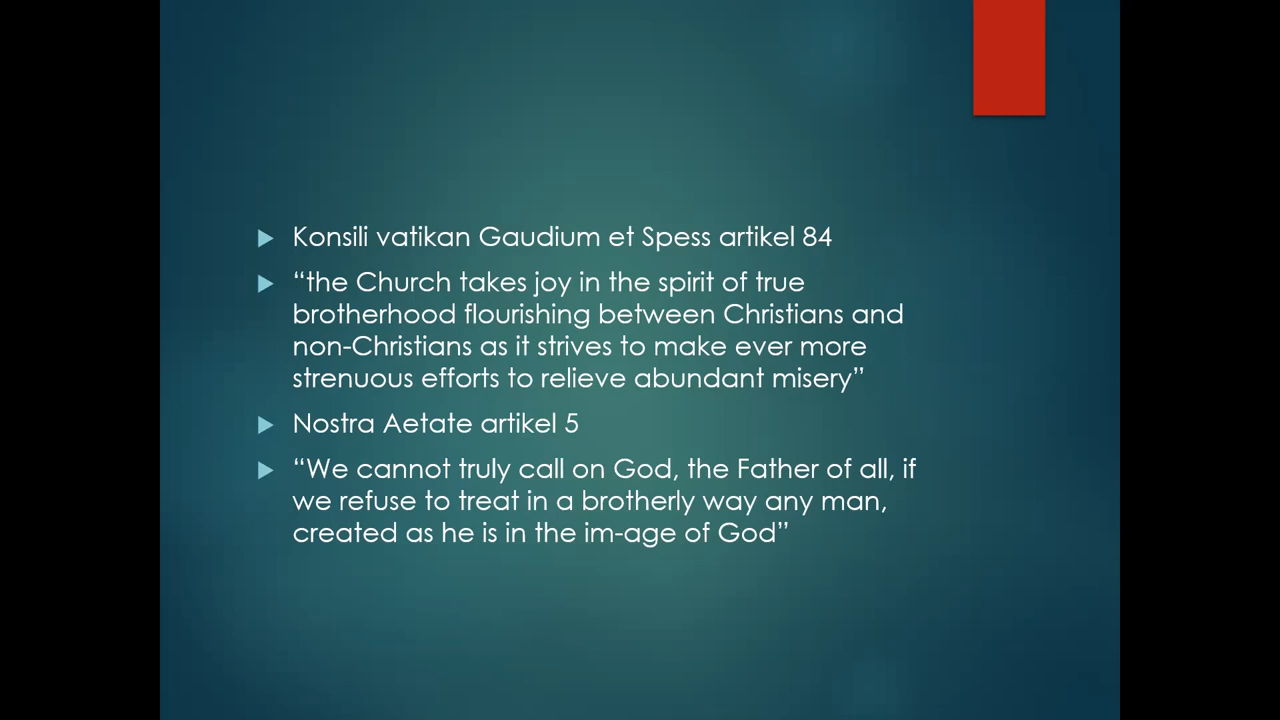 Konsili vatikan Gaudium et Spess artikel 84
“the Church takes joy in the spirit of true
brotherhood flourishing between Christians and
non-Christians as it strives to make ever more
strenuous efforts to relieve abundant misery”
Nostra Aetate artikel 5
“We cannot truly call on God, the Father of all, if
we refuse to treat in a brotherly way any man,
created as he is in the im-age of God”